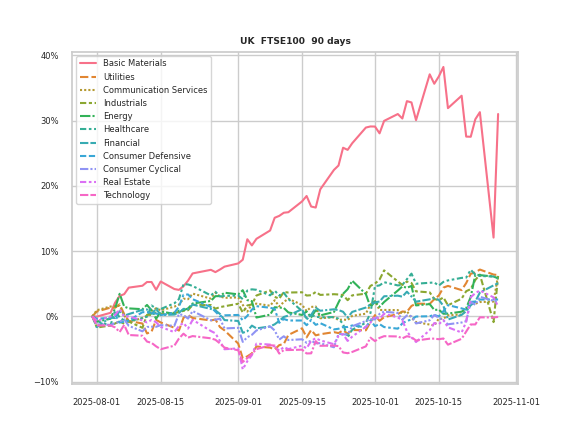 UK FTSE100 90 days
40%
30%
20%
10%
0%
−10%
Basic Materials
Utilities
Communication Services
Industrials
Energy
Healthcare
Financial
Consumer Defensive
Consumer Cyclical
Real Estate
Technology
2025-08-01 2025-08-15 2025-09-01 2025-09-15 2025-10-01 2025-10-15 2025-11-01